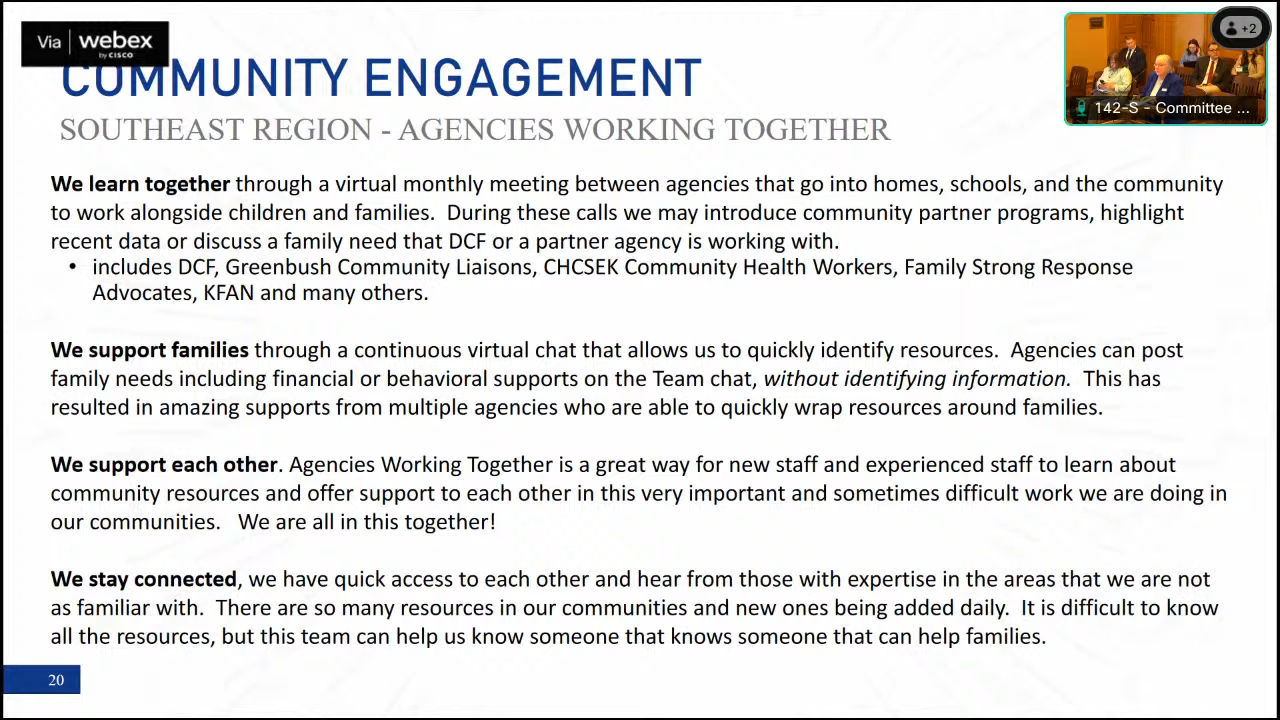 Via webex
by CISCO
+2
142-S - Committee ...
COMMUNITY ENGAGEMENT
SOUTHEAST REGION - AGENCIES WORKING TOGETHER
We learn together through a virtual monthly meeting between agencies that go into homes, schools, and the community
to work alongside children and families.  During these calls we may introduce community partner programs, highlight
recent data or discuss a family need that DCF or a partner agency is working with.
• includes DCF, Greenbush Community Liaisons, CHCSEK Community Health Workers, Family Strong Response
Advocates, KFAN and many others.
We support families through a continuous virtual chat that allows us to quickly identify resources.  Agencies can post
family needs including financial or behavioral supports on the Team chat, without identifying information.  This has
resulted in amazing supports from multiple agencies who are able to quickly wrap resources around families.
We support each other. Agencies Working Together is a great way for new staff and experienced staff to learn about
community resources and offer support to each other in this very important and sometimes difficult work we are doing in
our communities.   We are all in this together!
We stay connected, we have quick access to each other and hear from those with expertise in the areas that we are not
as familiar with.  There are so many resources in our communities and new ones being added daily.  It is difficult to know
all the resources, but this team can help us know someone that knows someone that can help families.
20